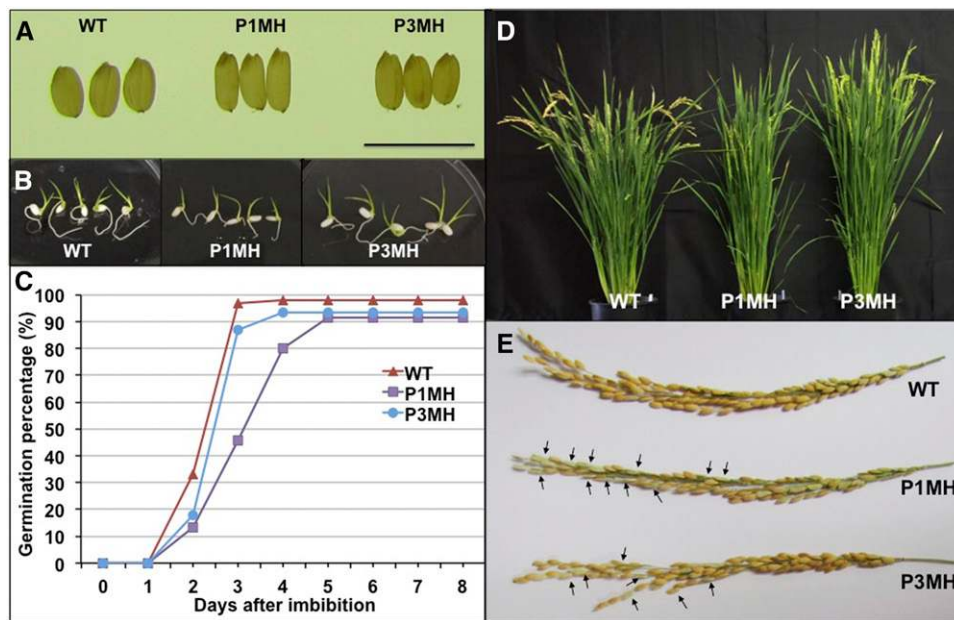 A
WT P1MH P3MH
B
WT P1MH P3MH
C
Germination percentage (%)
100
90
80
70
60
50
40
30
20
10
0
WT
P1MH
P3MH
0 1 2 3 4 5 6 7 8
Days after imbibition
D
WT P1MH P3MH
E
WT
P1MH
P3MH